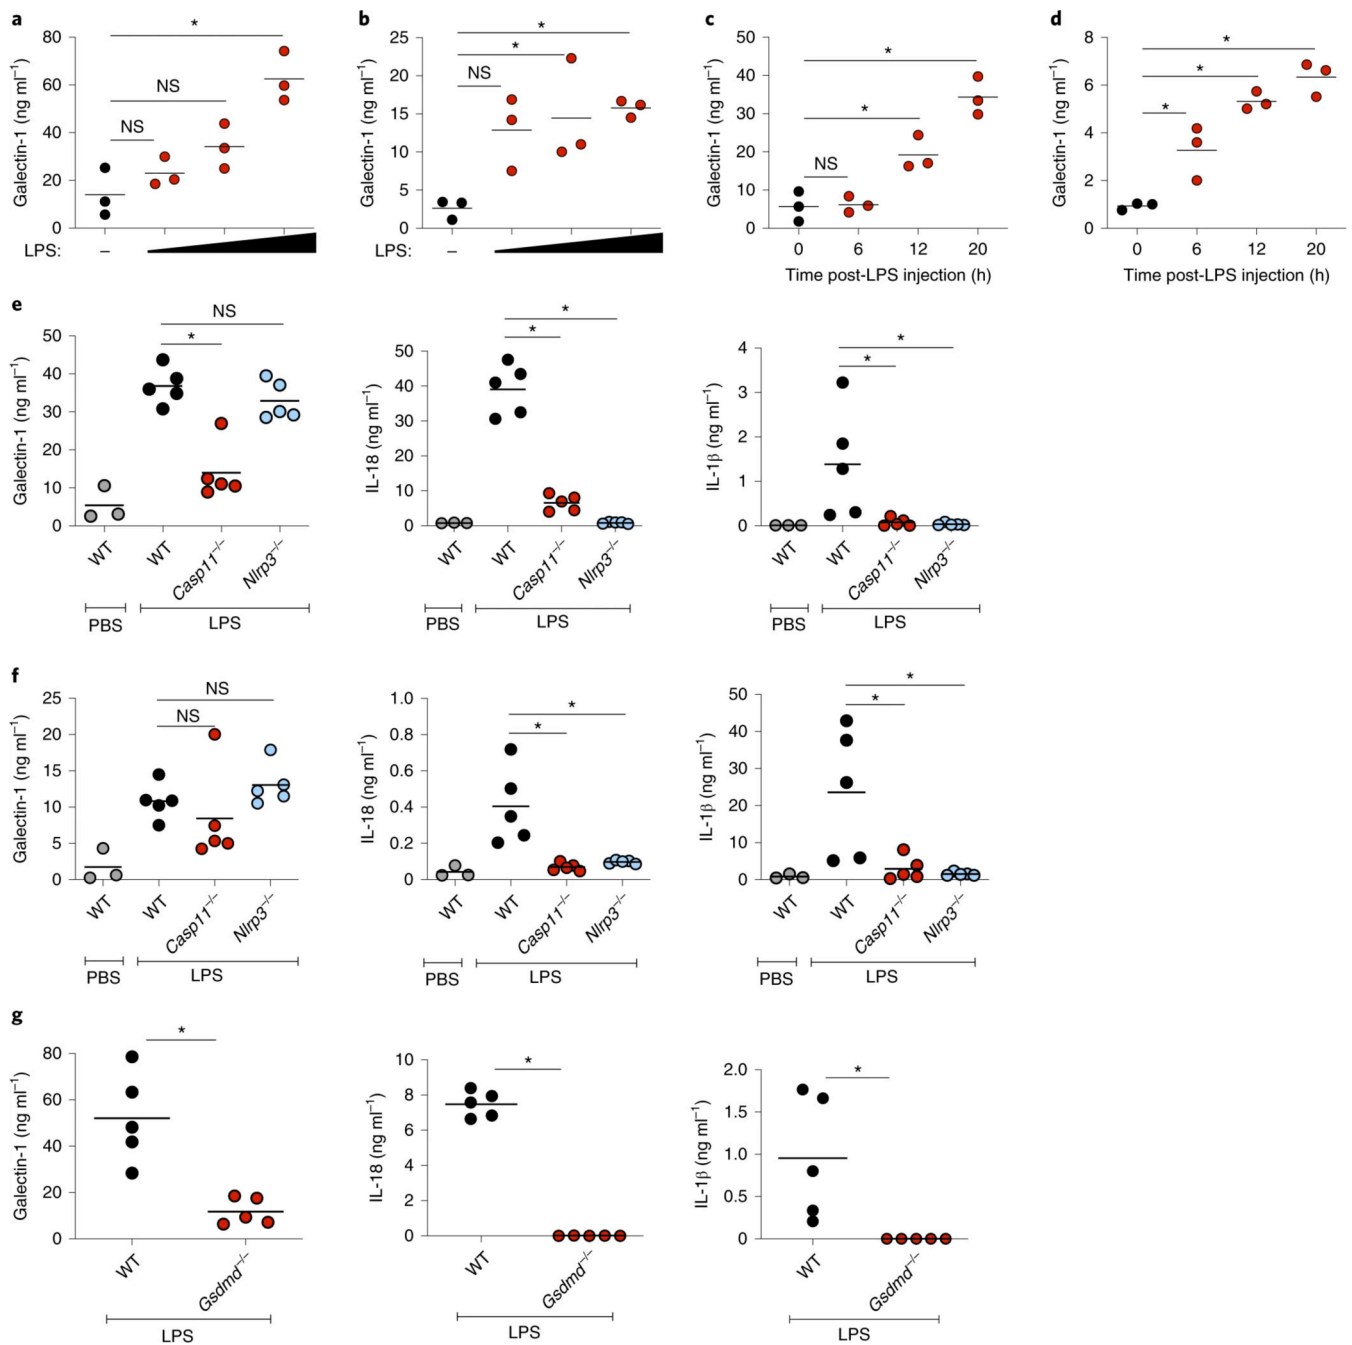 a
Galectin-1 (ng ml⁻¹)
80
60
40
20
0
NS
NS
*
LPS:
–
b
Galectin-1 (ng ml⁻¹)
25
20
15
10
5
0
NS
*
*
LPS:
–
c
Galectin-1 (ng ml⁻¹)
50
40
30
20
10
0
NS
*
*
0 6 12 20
Time post-LPS injection (h)
d
Galectin-1 (ng ml⁻¹)
8
6
4
2
0
*
*
*
0 6 12 20
Time post-LPS injection (h)
e
Galectin-1 (ng ml⁻¹)
50
40
30
20
10
0
NS
*
WT WT Casp11⁻/⁻ Nlrp3⁻/⁻
PBS LPS
IL-18 (ng ml⁻¹)
50
40
30
20
10
0
*
*
WT WT Casp11⁻/⁻ Nlrp3⁻/⁻
PBS LPS
IL-1β (ng ml⁻¹)
4
3
2
1
0
*
*
WT WT Casp11⁻/⁻ Nlrp3⁻/⁻
PBS LPS
f
Galectin-1 (ng ml⁻¹)
25
20
15
10
5
0
NS
NS
WT WT Casp11⁻/⁻ Nlrp3⁻/⁻
PBS LPS
IL-18 (ng ml⁻¹)
1.0
0.8
0.6
0.4
0.2
0
*
*
WT WT Casp11⁻/⁻ Nlrp3⁻/⁻
PBS LPS
IL-1β (ng ml⁻¹)
50
40
30
20
10
0
*
*
WT WT Casp11⁻/⁻ Nlrp3⁻/⁻
PBS LPS
g
Galectin-1 (ng ml⁻¹)
80
60
40
20
0
*
WT Gsdmd⁻/⁻
LPS
IL-18 (ng ml⁻¹)
10
8
6
4
2
0
*
WT Gsdmd⁻/⁻
LPS
IL-1β (ng ml⁻¹)
2.0
1.5
1.0
0.5
0
*
WT Gsdmd⁻/⁻
LPS